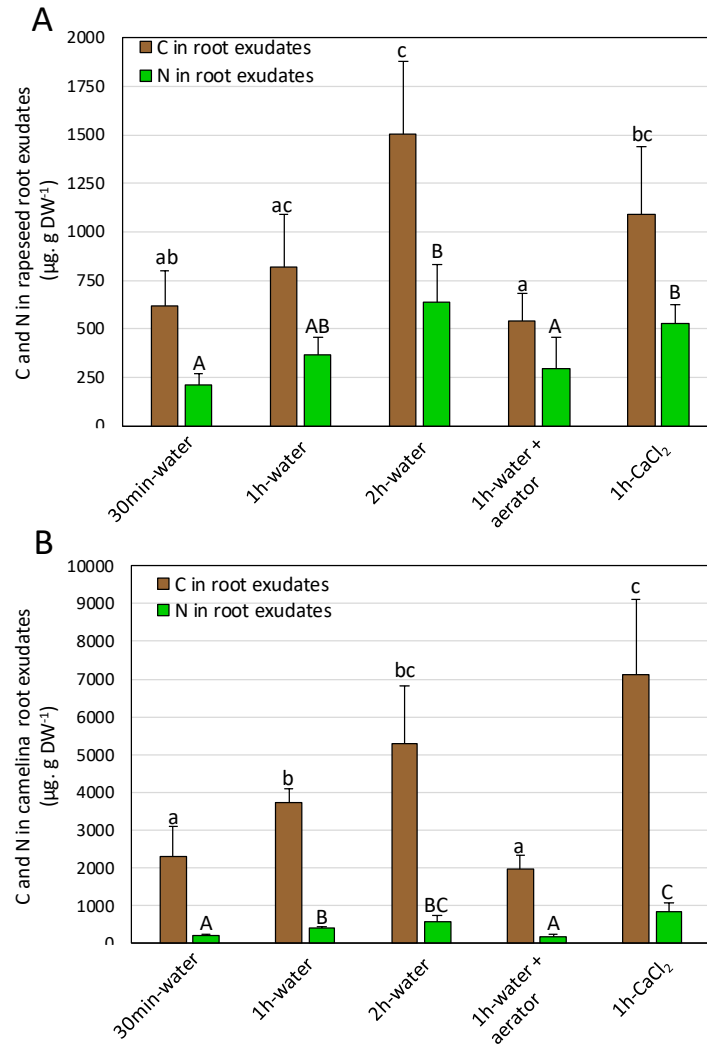 A
C and N in rapeseed root exudates
(µg. g DW⁻¹)
2000
1750
1500
1250
1000
750
500
250
0
C in root exudates
N in root exudates
ab
A
ac
AB
c
B
a
A
bc
B
30min-water
1h-water
2h-water
1h-water +
aerator
1h-CaCl₂
B
C and N in camelina root exudates
(µg. g DW⁻¹)
10000
9000
8000
7000
6000
5000
4000
3000
2000
1000
0
C in root exudates
N in root exudates
a
A
b
B
bc
BC
a
A
c
C
30min-water
1h-water
2h-water
1h-water +
aerator
1h-CaCl₂